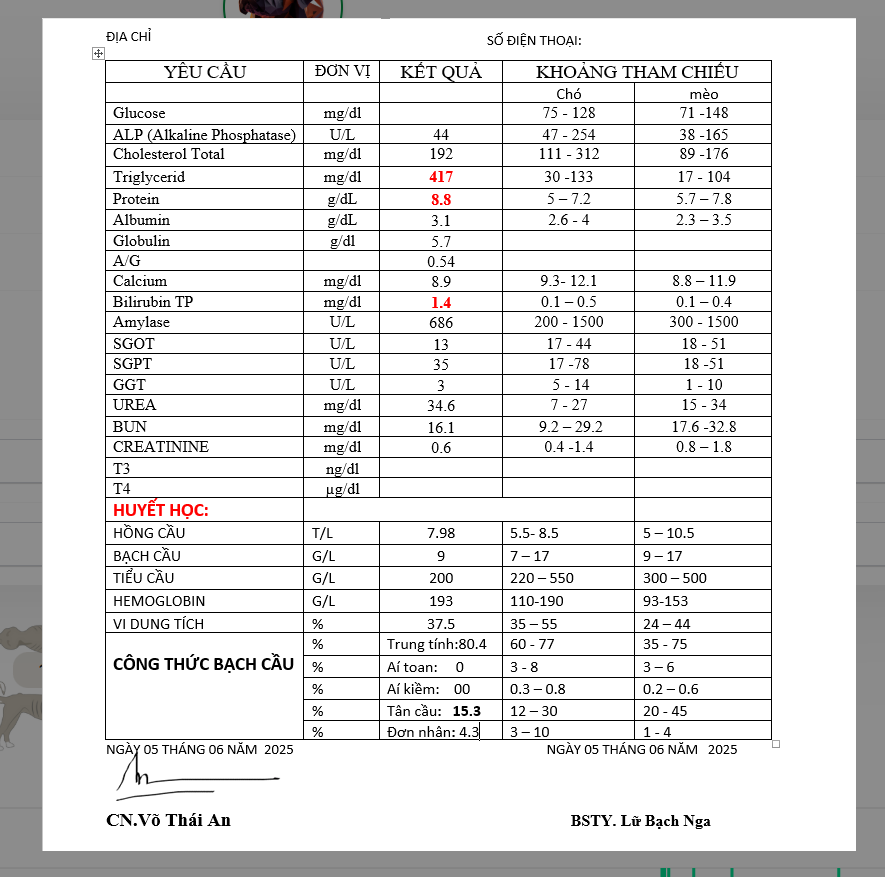 ĐỊA CHỈ
SỐ ĐIỆN THOẠI:
YÊU CẦU ĐƠN VỊ KẾT QUẢ KHOẢNG THAM CHIẾU
Chó mèo
Glucose mg/dl 75 - 128 71 -148
ALP (Alkaline Phosphatase) U/L 44 47 - 254 38 -165
Cholesterol Total mg/dl 192 111 - 312 89 -176
Triglycerid mg/dl 417 30 -133 17 - 104
Protein g/dL 8.8 5 – 7.2 5.7 – 7.8
Albumin g/dL 3.1 2.6 - 4 2.3 – 3.5
Globulin g/dl 5.7
A/G 0.54
Calcium mg/dl 8.9 9.3- 12.1 8.8 – 11.9
Bilirubin TP mg/dl 1.4 0.1 – 0.5 0.1 – 0.4
Amylase U/L 686 200 - 1500 300 - 1500
SGOT U/L 13 17 - 44 18 - 51
SGPT U/L 35 17 -78 18 -51
GGT U/L 3 5 - 14 1 - 10
UREA mg/dl 34.6 7 - 27 15 - 34
BUN mg/dl 16.1 9.2 – 29.2 17.6 -32.8
CREATININE mg/dl 0.6 0.4 -1.4 0.8 – 1.8
T3 ng/dl
T4 µg/dl
HUYẾT HỌC:
HỒNG CẦU T/L 7.98 5.5- 8.5 5 – 10.5
BẠCH CẦU G/L 9 7 – 17 9 – 17
TIỂU CẦU G/L 200 220 – 550 300 – 500
HEMOGLOBIN G/L 193 110-190 93-153
VI DUNG TÍCH % 37.5 35 – 55 24 – 44
CÔNG THỨC BẠCH CẦU
% Trung tính:80.4 60 - 77 35 - 75
% Aí toan: 0 3 - 8 3 – 6
% Aí kiềm: 00 0.3 – 0.8 0.2 – 0.6
% Tân cầu: 15.3 12 – 30 20 - 45
% Đơn nhân: 4.3 3 – 10 1 - 4
NGÀY 05 THÁNG 06 NĂM 2025 NGÀY 05 THÁNG 06 NĂM 2025
CN.Võ Thái An BSTY. Lữ Bạch Nga